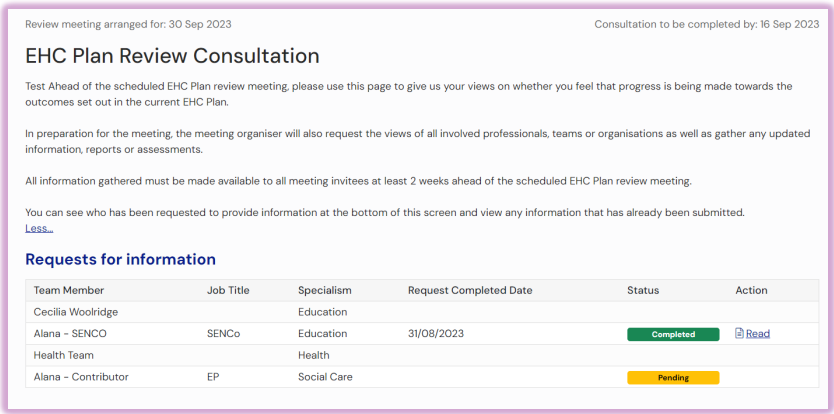 Review meeting arranged for: 30 Sep 2023 Consultation to be completed by: 16 Sep 2023
EHC Plan Review Consultation
Test Ahead of the scheduled EHC Plan review meeting, please use this page to give us your views on whether you feel that progress is being made towards the
outcomes set out in the current EHC Plan.
In preparation for the meeting, the meeting organiser will also request the views of all involved professionals, teams or organisations as well as gather any updated
information, reports or assessments.
All information gathered must be made available to all meeting invitees at least 2 weeks ahead of the scheduled EHC Plan review meeting.
You can see who has been requested to provide information at the bottom of this screen and view any information that has already been submitted.
Less...
Requests for information
Team Member Job Title Specialism Request Completed Date Status Action
Cecilia Woolridge Education
Alana - SENCO SENCo Education 31/08/2023 Completed Read
Health Team Health
Alana - Contributor EP Social Care Pending